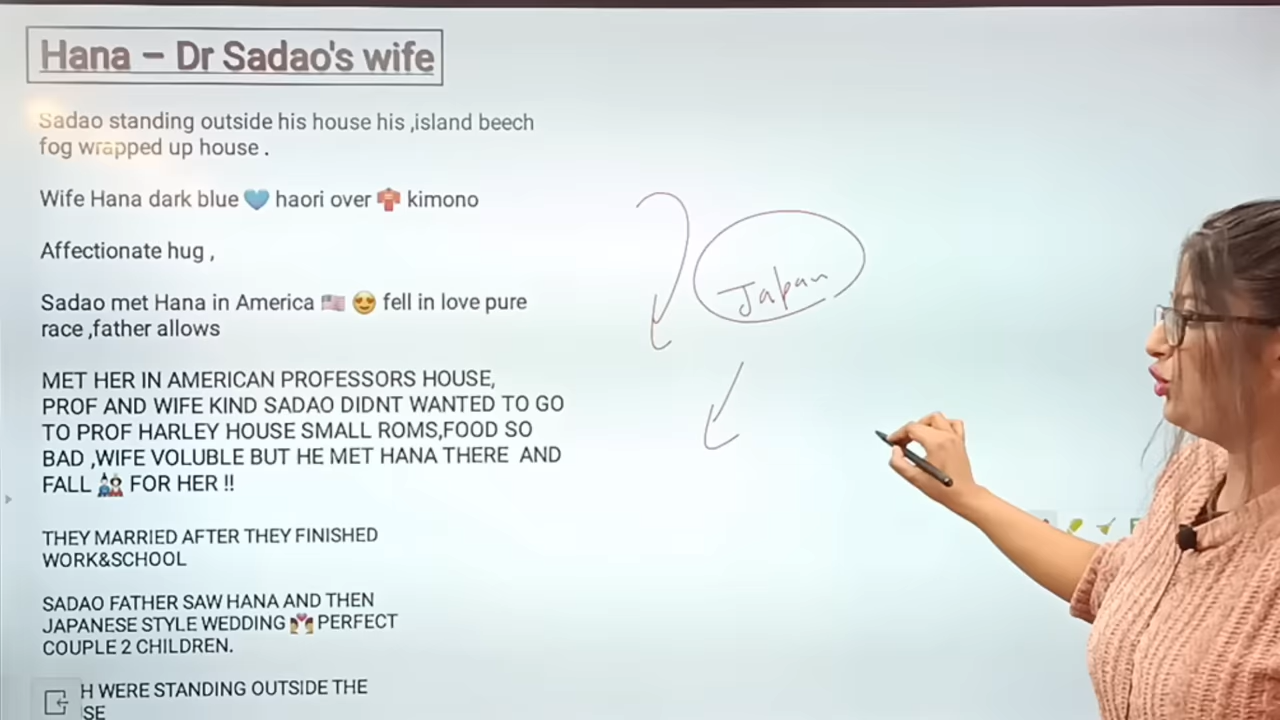 Hana – Dr Sadao's wife
Sadao standing outside his house his ,island beech
fog wrapped up house .
Wife Hana dark blue 💙 haori over 👘 kimono
Affectionate hug ,
Sadao met Hana in America 🇺🇸 😍 fell in love pure
race ,father allows
Japan
MET HER IN AMERICAN PROFESSORS HOUSE,
PROF AND WIFE KIND SADAO DIDNT WANTED TO GO
TO PROF HARLEY HOUSE SMALL ROMS,FOOD SO
BAD ,WIFE VOLUBLE BUT HE MET HANA THERE AND
FALL 🎎 FOR HER !!
THEY MARRIED AFTER THEY FINISHED
WORK&SCHOOL
SADAO FATHER SAW HANA AND THEN
JAPANESE STYLE WEDDING 💑 PERFECT
COUPLE 2 CHILDREN.
H WERE STANDING OUTSIDE THE
SE